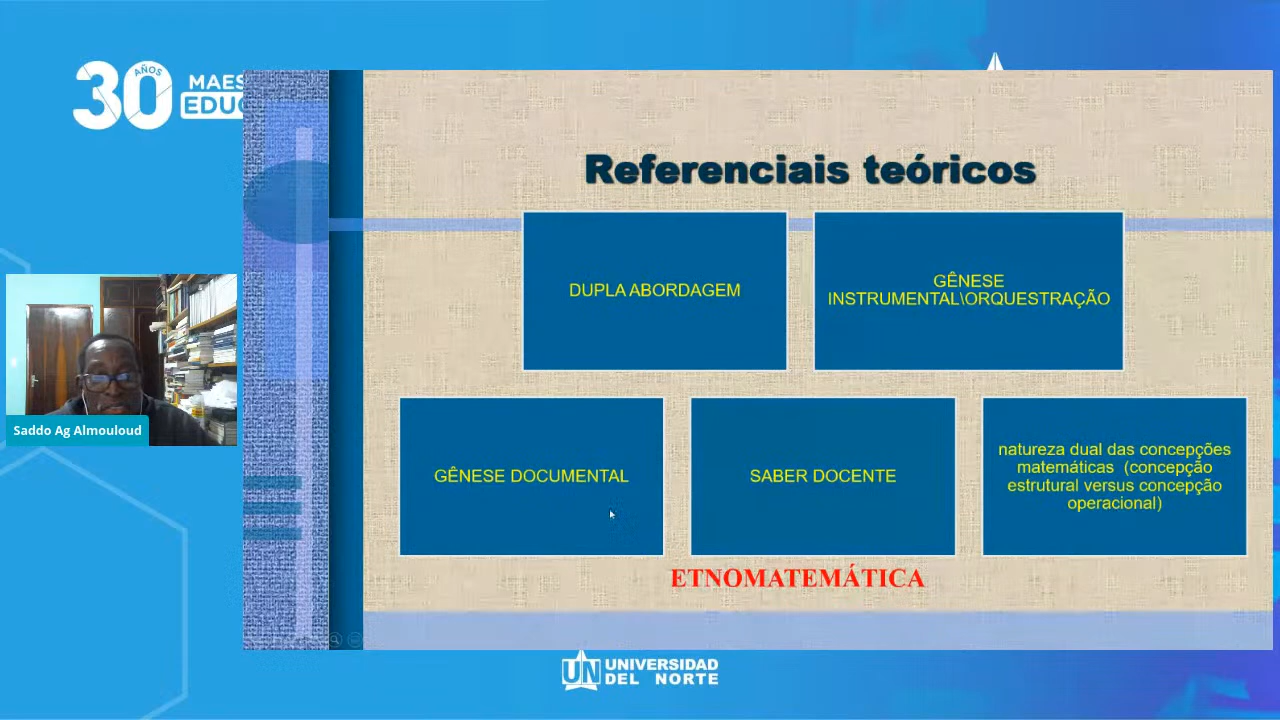 30
AÑOS
MAES
EDUC
Referenciais teóricos
DUPLA ABORDAGEM
GÊNESE
INSTRUMENTAL\ORQUESTRAÇÃO
GÊNESE DOCUMENTAL
SABER DOCENTE
natureza dual das concepções
matemáticas (concepção
estrutural versus concepção
operacional)
ETNOMATEMÁTICA
Saddo Ag Almouloud
UN UNIVERSIDAD
DEL NORTE